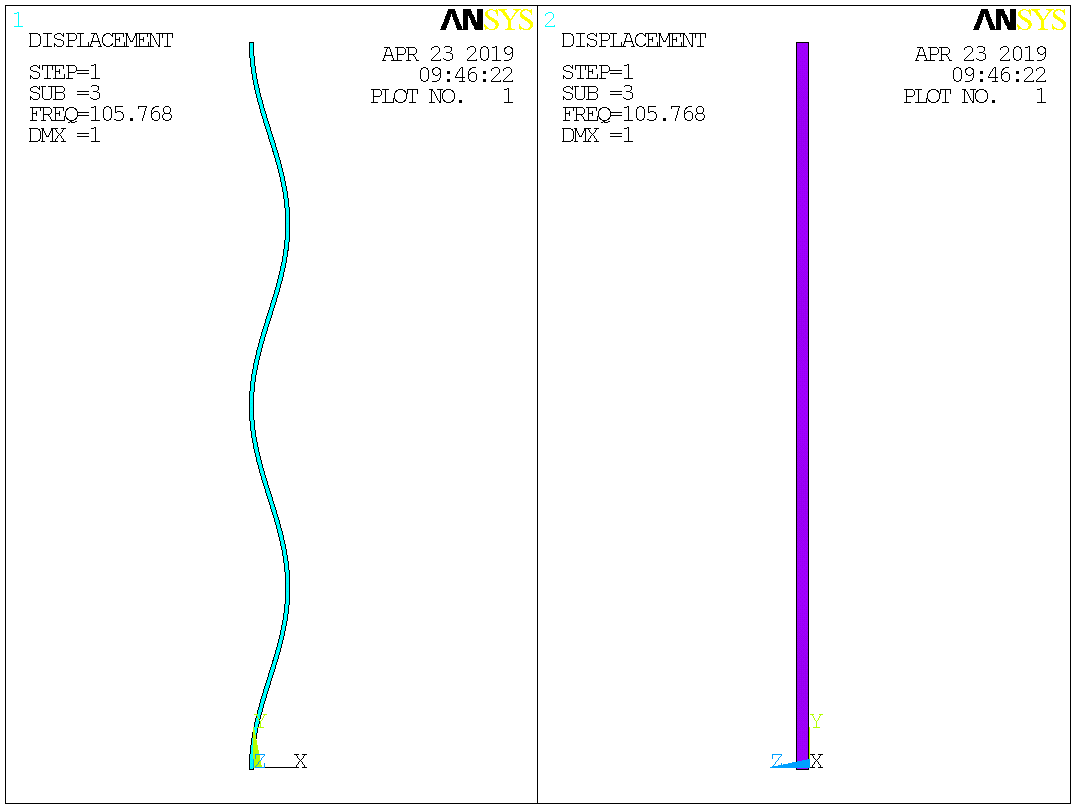 1
ANSYS
DISPLACEMENT
STEP=1
SUB =3
FREQ=105.768
DMX =1
APR 23 2019
09:46:22
PLOT NO. 1
Y
Z X
2
ANSYS
DISPLACEMENT
STEP=1
SUB =3
FREQ=105.768
DMX =1
APR 23 2019
09:46:22
PLOT NO. 1
Y
Z X